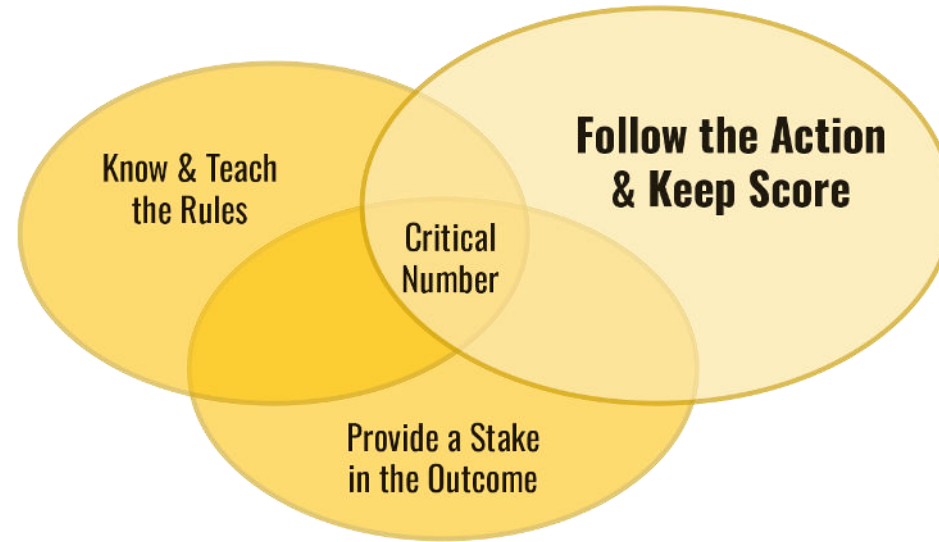 Follow the Action
& Keep Score
Know & Teach
the Rules
Critical
Number
Provide a Stake
in the Outcome